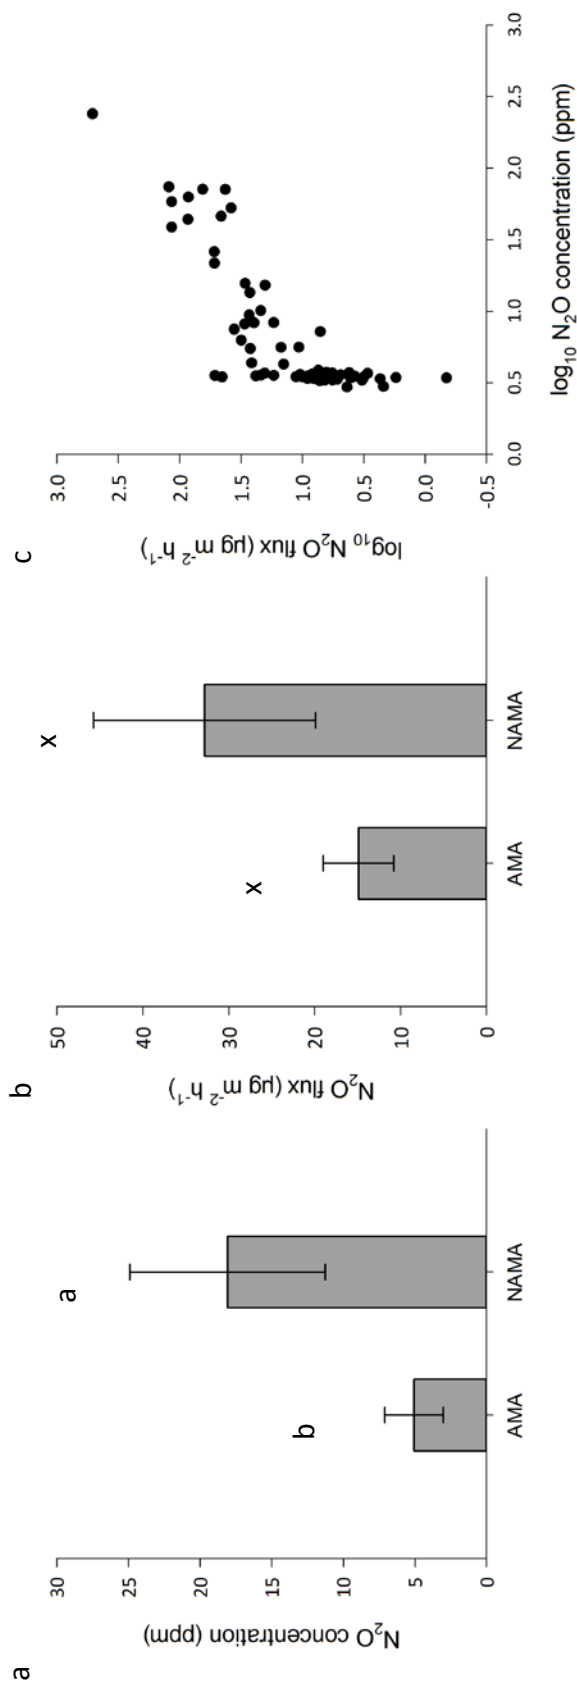 a
N₂O concentration (ppm)
30
25
20
15
10
5
0
a
b
AMA
NAMA
b
N₂O flux (µg m⁻² h⁻¹)
50
40
30
20
10
0
x
x
AMA
NAMA
c
log₁₀ N₂O flux (µg m⁻² h⁻¹)
3.0
2.5
2.0
1.5
1.0
0.5
0.0
-0.5
0.0
0.5
1.0
1.5
2.0
2.5
3.0
log₁₀ N₂O concentration (ppm)